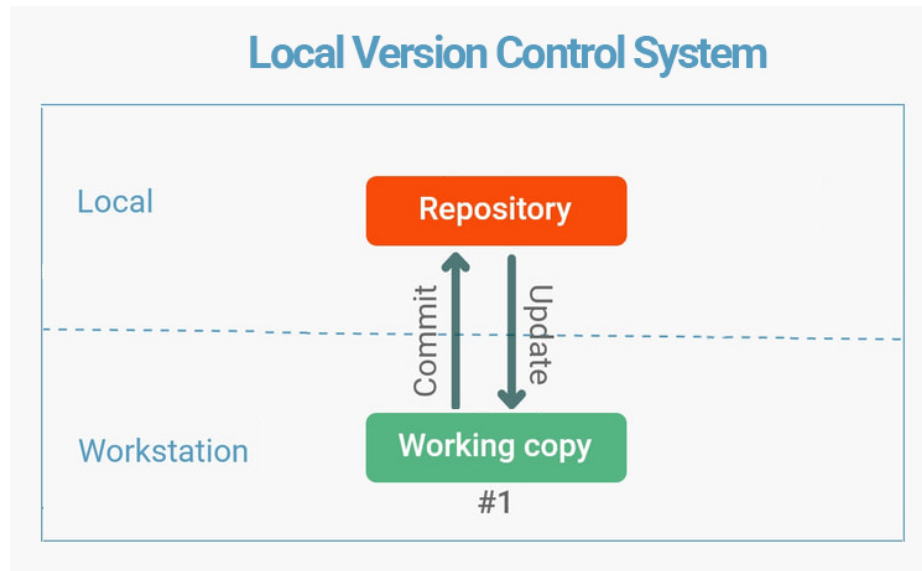 Local Version Control System
Local
Repository
Commit
Update
Workstation
Working copy
#1